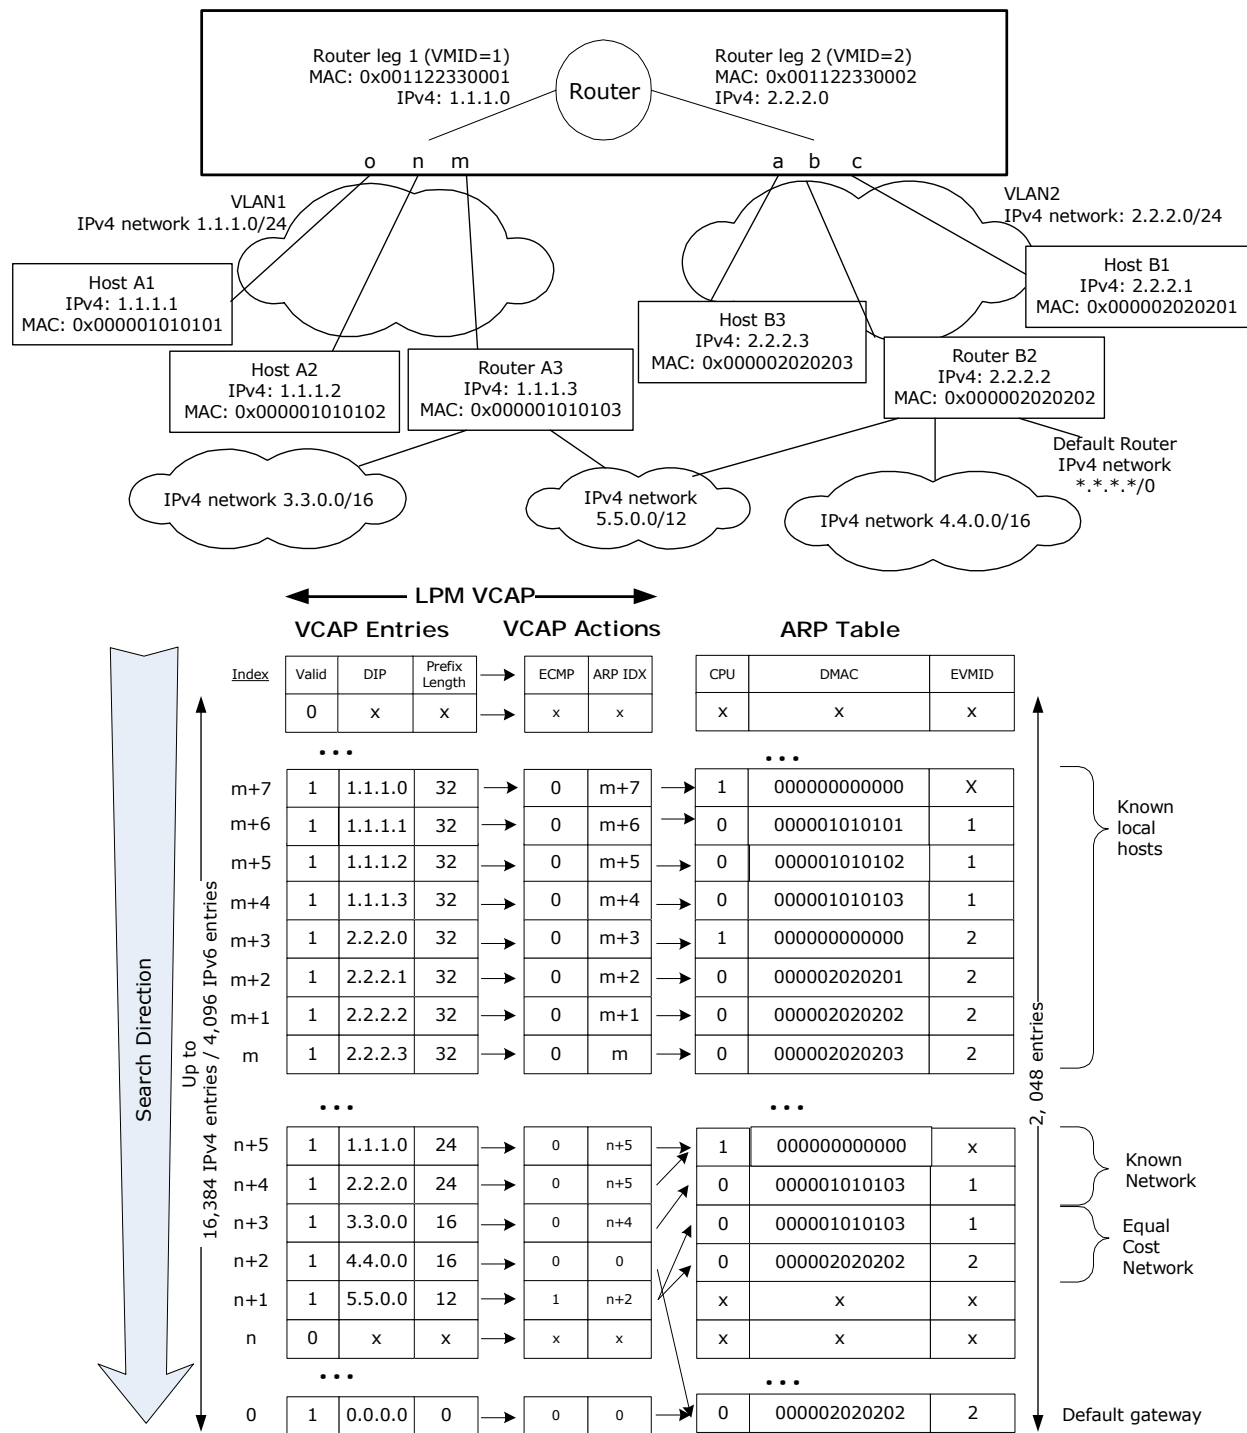 Router leg 1 (VMID=1)
MAC: 0x001122330001
IPv4: 1.1.1.0
Router
Router leg 2 (VMID=2)
MAC: 0x001122330002
IPv4: 2.2.2.0
o n m
a b c
VLAN1
IPv4 network 1.1.1.0/24
VLAN2
IPv4 network: 2.2.2.0/24
Host A1
IPv4: 1.1.1.1
MAC: 0x000001010101
Host B1
IPv4: 2.2.2.1
MAC: 0x000002020201
Host B3
IPv4: 2.2.2.3
MAC: 0x000002020203
Host A2
IPv4: 1.1.1.2
MAC: 0x000001010102
Router A3
IPv4: 1.1.1.3
MAC: 0x000001010103
Router B2
IPv4: 2.2.2.2
MAC: 0x000002020202
Default Router
IPv4 network
*.*.*.*/0
IPv4 network 3.3.0.0/16
IPv4 network
5.5.0.0/12
IPv4 network 4.4.0.0/16
LPM VCAP
VCAP Entries VCAP Actions ARP Table
Index Valid DIP Prefix Length ECMP ARP IDX CPU DMAC EVMID
0 x x x x x x x
... ...
m+7 1 1.1.1.0 32 0 m+7 1 000000000000 X
m+6 1 1.1.1.1 32 0 m+6 0 000001010101 1
m+5 1 1.1.1.2 32 0 m+5 0 000001010102 1
m+4 1 1.1.1.3 32 0 m+4 0 000001010103 1
m+3 1 2.2.2.0 32 0 m+3 1 000000000000 2
m+2 1 2.2.2.1 32 0 m+2 0 000002020201 2
m+1 1 2.2.2.2 32 0 m+1 0 000002020202 2
m 1 2.2.2.3 32 0 m 0 000002020203 2
... ...
n+5 1 1.1.1.0 24 0 n+5 1 000000000000 x
n+4 1 2.2.2.0 24 0 n+5 0 000001010103 1
n+3 1 3.3.0.0 16 0 n+4 0 000001010103 1
n+2 1 4.4.0.0 16 0 0 0 000002020202 2
n+1 1 5.5.0.0 12 1 n+2 x x x
n 0 x x x x x x x
... ...
0 1 0.0.0.0 0 0 0 0 000002020202 2
Known
local
hosts
Known
Network
Equal
Cost
Network
Default gateway
Search Direction
Up to
16,384 IPv4 entries / 4,096 IPv6 entries
2, 048 entries